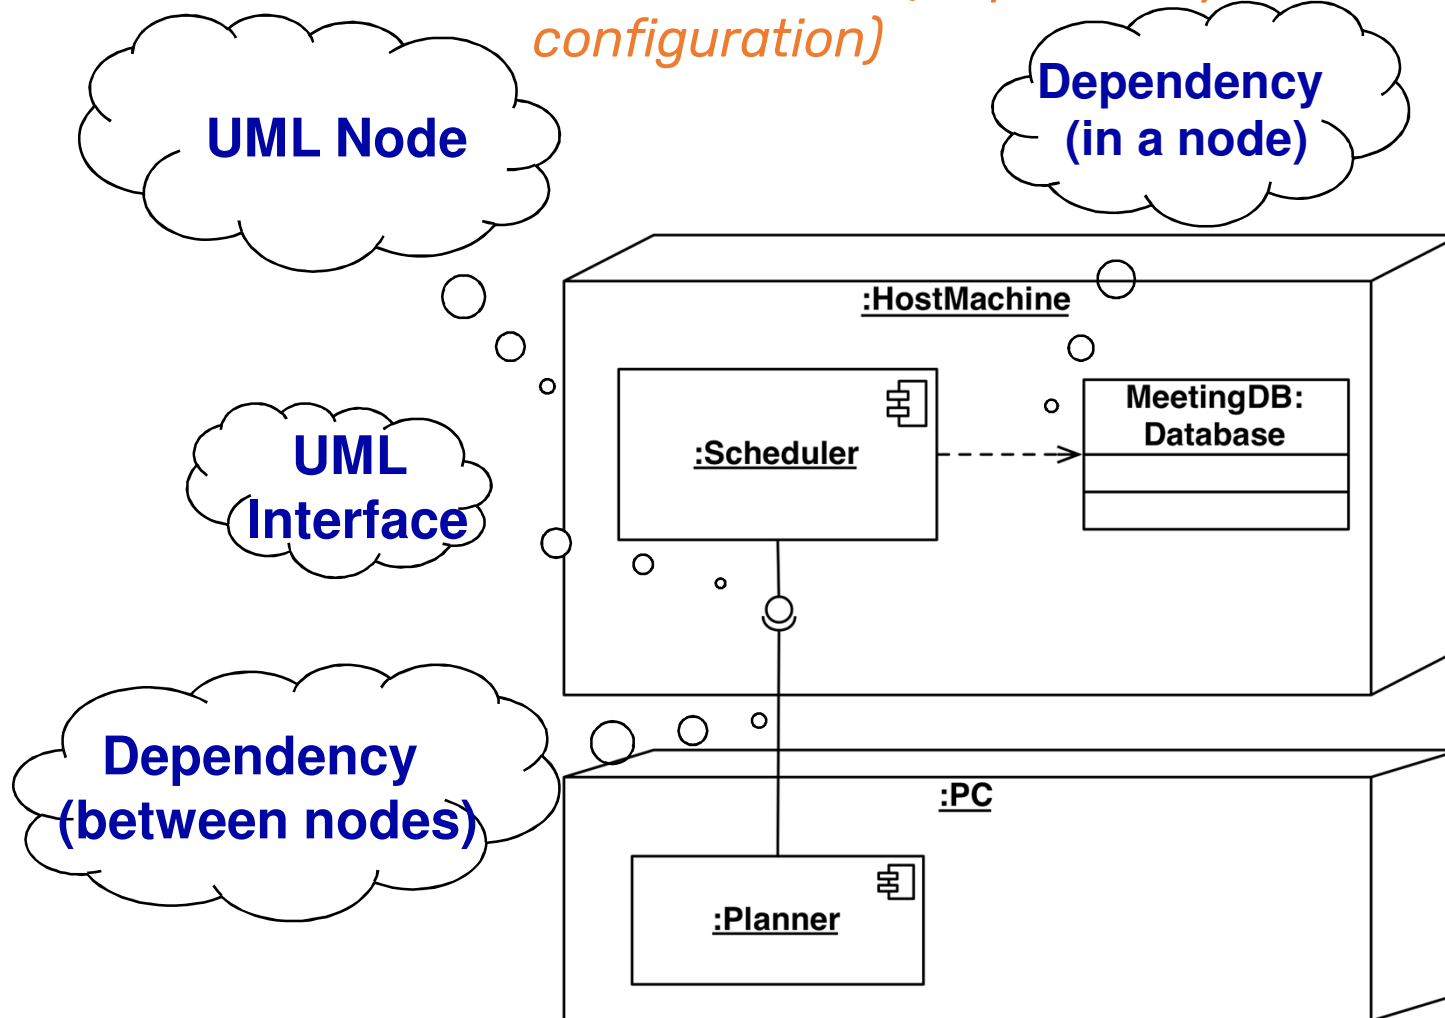 configuration)
UML Node
Dependency
(in a node)
:HostMachine
:Scheduler
MeetingDB:
Database
UML
Interface
Dependency
(between nodes)
:PC
:Planner